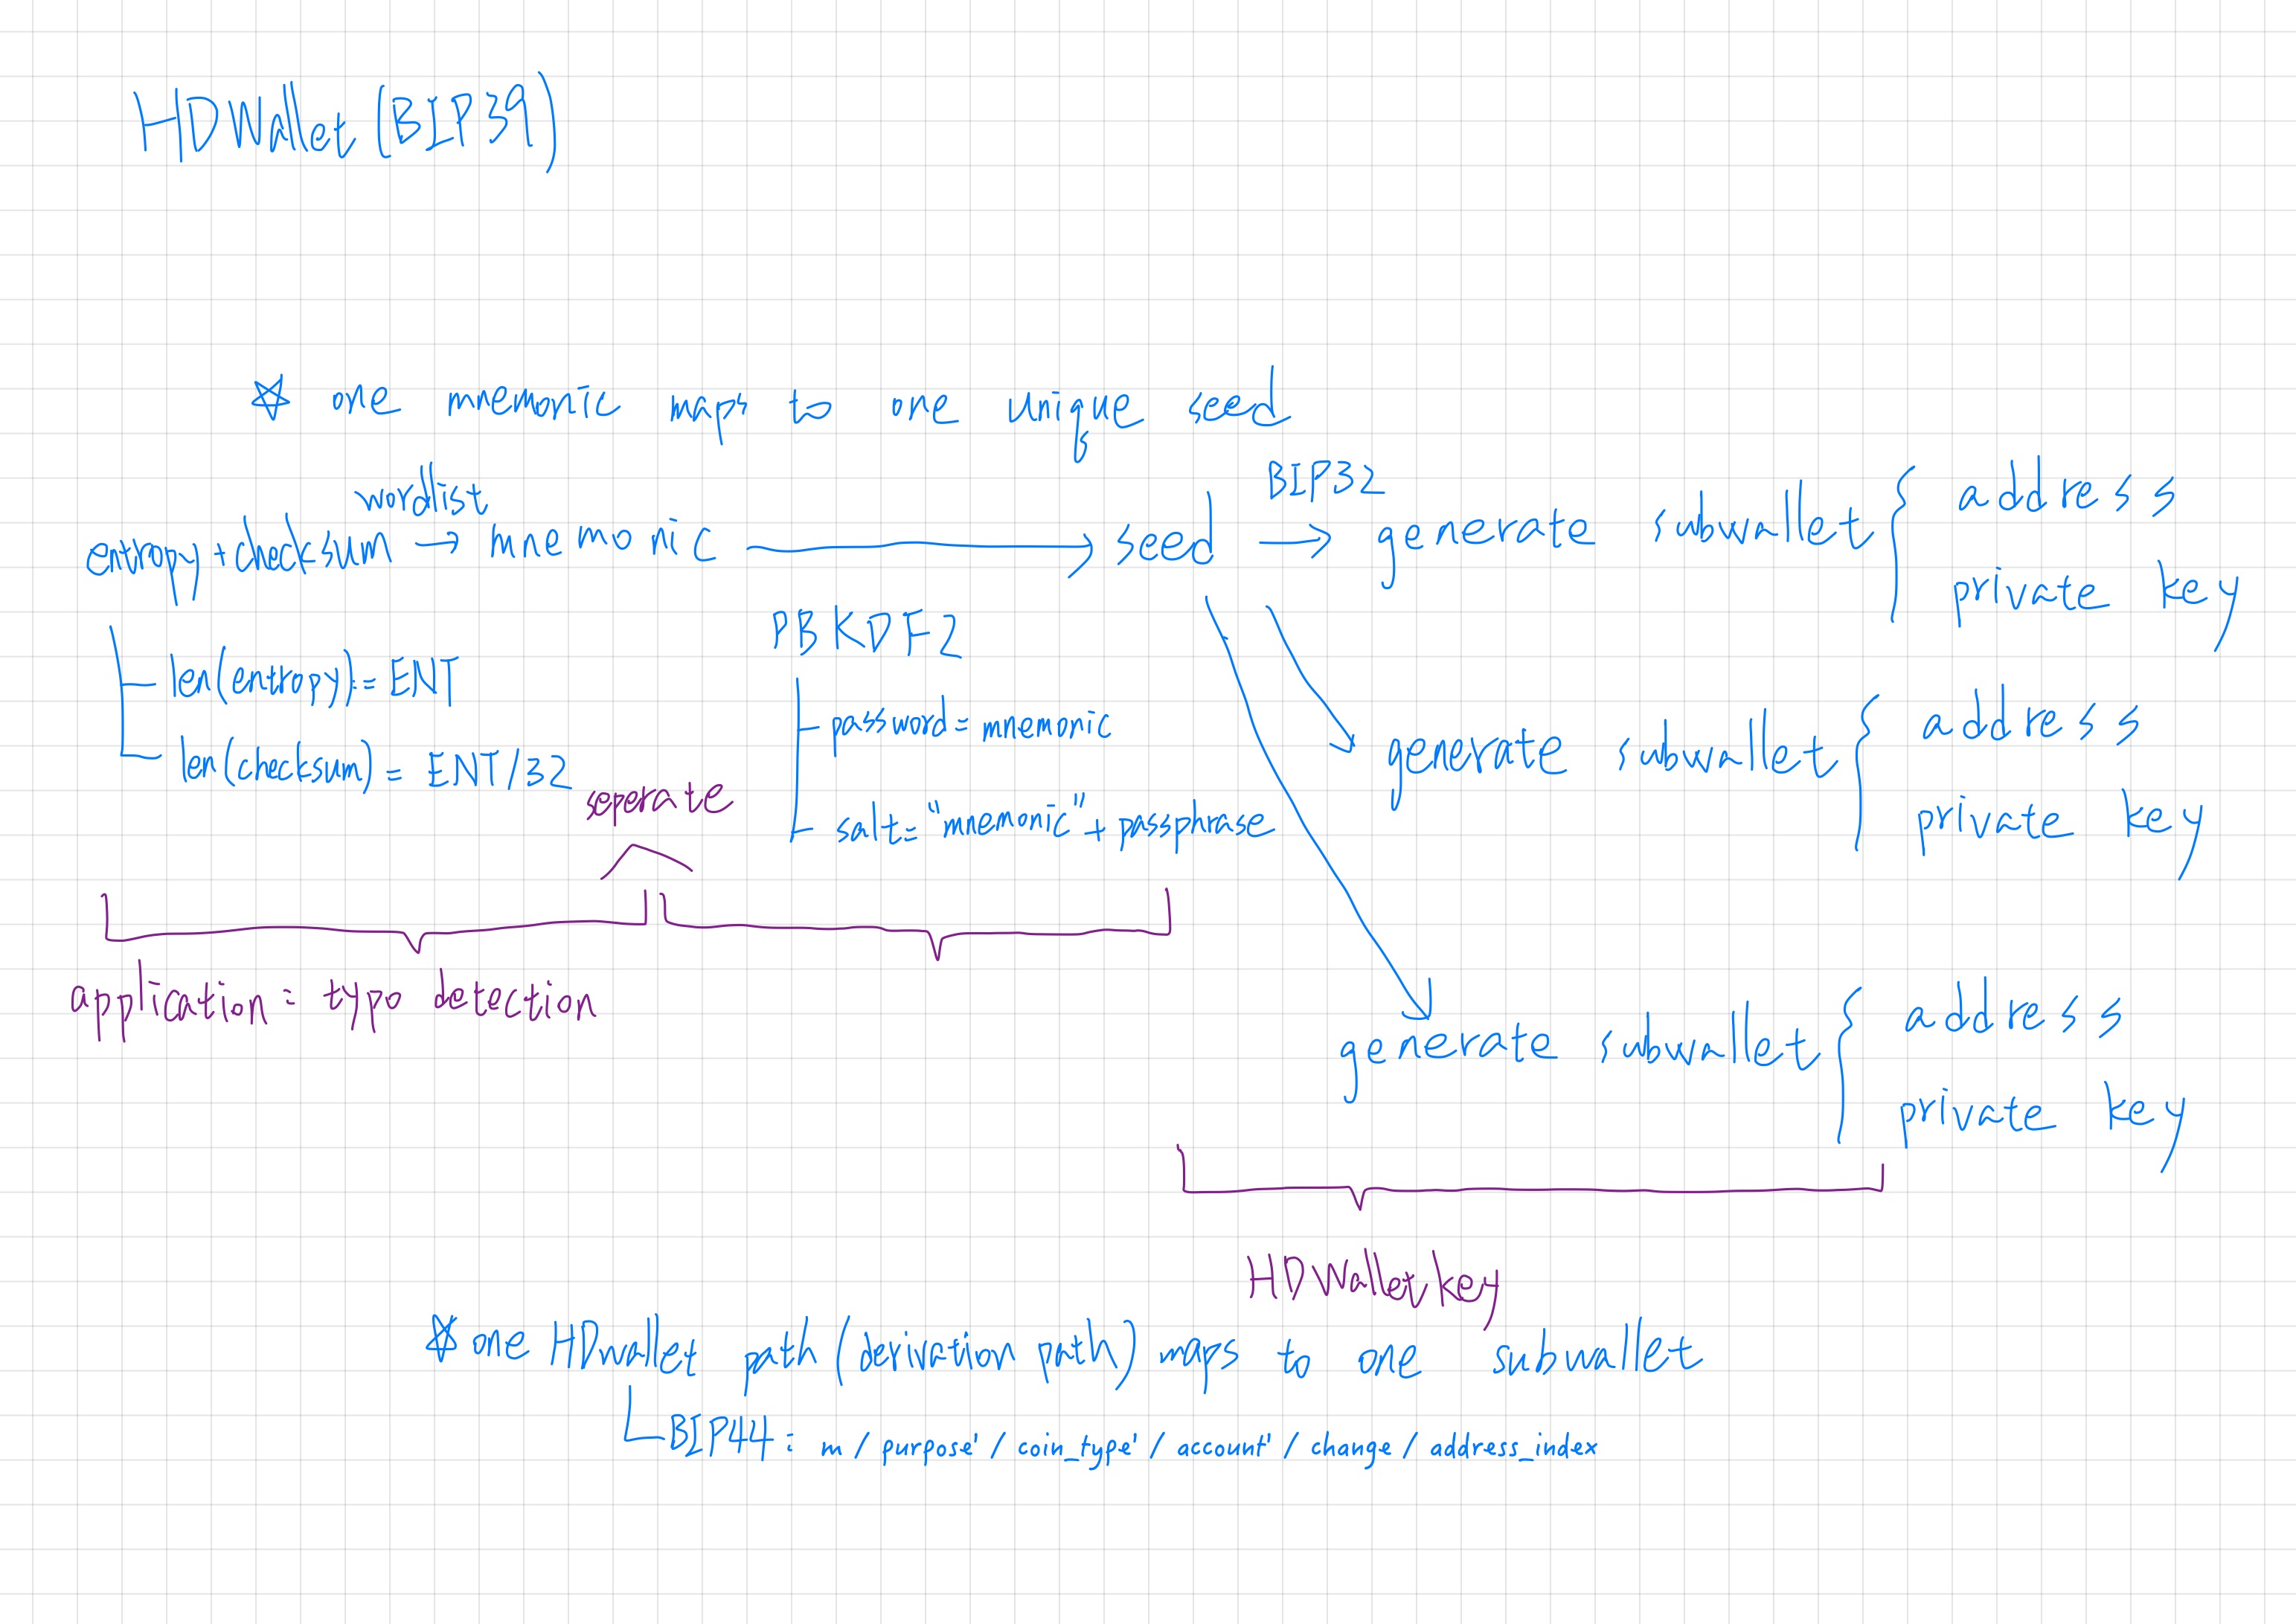 HDWallet (BIP39)
☆ one mnemonic maps to one unique seed
wordlist
BIP32
entropy + checksum → mnemonic → seed → generate subwallet { address
private key
PBKDF2
len(entropy) = ENT
password = mnemonic
generate subwallet { address
private key
len(checksum) = ENT/32
seperate
salt = "mnemonic" + passphrase
application : typo detection
generate subwallet { address
private key
HDWalletkey
☆ one HDwallet path (derivation path) maps to one subwallet
BIP44 : m / purpose' / coin_type' / account' / change / address_index